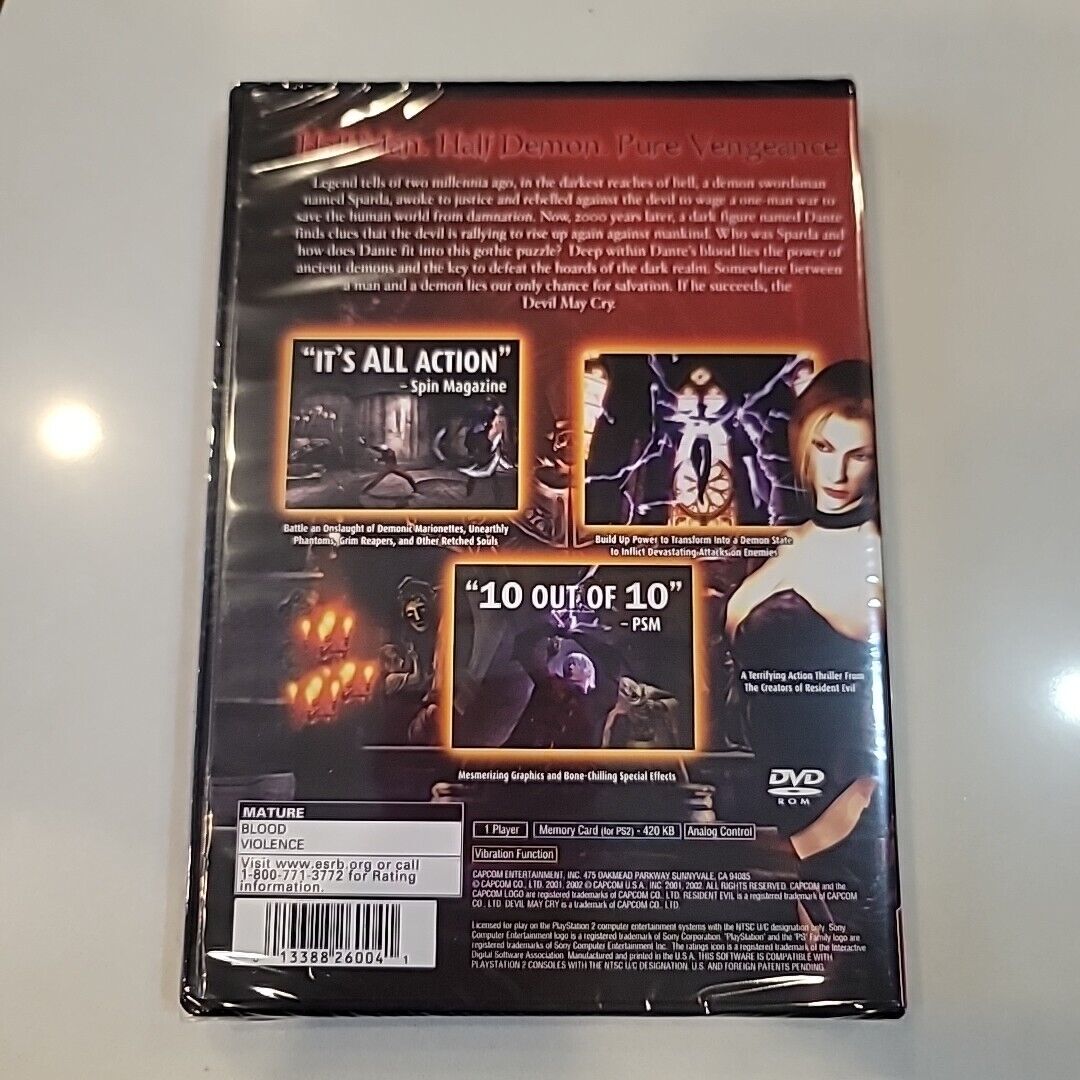 Half Man. Half Demon. Pure Vengeance
Legend tells of two millennia ago, in the darkest reaches of hell, a demon swordsman
named Sparda, awoke to justice and rebelled against the devil to wage a one man war to
save the human world from damnation. Now, 2000 years later, a dark figure named Dante
finds clues that the devil is rallying to rise up again against mankind. Who was Sparda and
how does Dante fit into this gothic puzzle? Deep within Dante's blood lies the power of
ancient demons and the key to defeat the hoards of the dark realm. Somewhere between
a man and a demon lies our only chance for salvation. If he succeeds, the
Devil May Cry.
"IT'S ALL ACTION"
- Spin Magazine
Battle an Onslaught of Demonic Marionettes, Unearthly
Phantoms, Grim Reapers, and Other Retched Souls
Build Up Power to Transform Into a Demon State
to Inflict Devastating Attacks on Enemies
"10 OUT OF 10"
- PSM
A Terrifying Action Thriller From
The Creators of Resident Evil
Mesmerizing Graphics and Bone-Chilling Special Effects
DVD
ROM
MATURE
BLOOD
VIOLENCE
Visit www.esrb.org or call
1-800-771-3772 for Rating
information.
1 Player
Memory Card (for PS2) - 420 KB
Analog Control
Vibration Function
CAPCOM ENTERTAINMENT, INC. 475 OAKMEAD PARKWAY SUNNYVALE, CA 94085
© CAPCOM CO., LTD. 2001, 2002 © CAPCOM U.S.A., INC. 2001, 2002. ALL RIGHTS RESERVED. CAPCOM and the
CAPCOM LOGO are registered trademarks of CAPCOM CO., LTD. RESIDENT EVIL is a registered trademark of CAPCOM
CO., LTD. DEVIL MAY CRY is a trademark of CAPCOM CO., LTD.
Licensed for play on the PlayStation 2 computer entertainment systems with the NTSC U/C designation only. Sony
Computer Entertainment logo is a registered trademark of Sony Corporation. "PlayStation" and the "PS" Family logo are
registered trademarks of Sony Computer Entertainment Inc. The ratings icon is a registered trademark of the Interactive
Digital Software Association. Manufactured and printed in the U.S.A. THIS SOFTWARE IS COMPATIBLE WITH
PLAYSTATION 2 CONSOLES WITH THE NTSC U/C DESIGNATION. U.S. AND FOREIGN PATENTS PENDING.
0 13388 26004 1